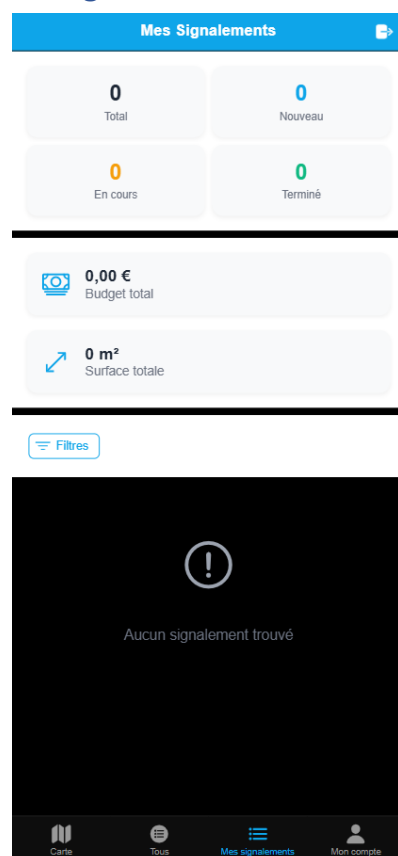 Mes Signalements
0
Total
0
Nouveau
0
En cours
0
Terminé
0,00 €
Budget total
0 m²
Surface totale
Filtres
Aucun signalement trouvé
Carte
Tous
Mes signalements
Mon compte